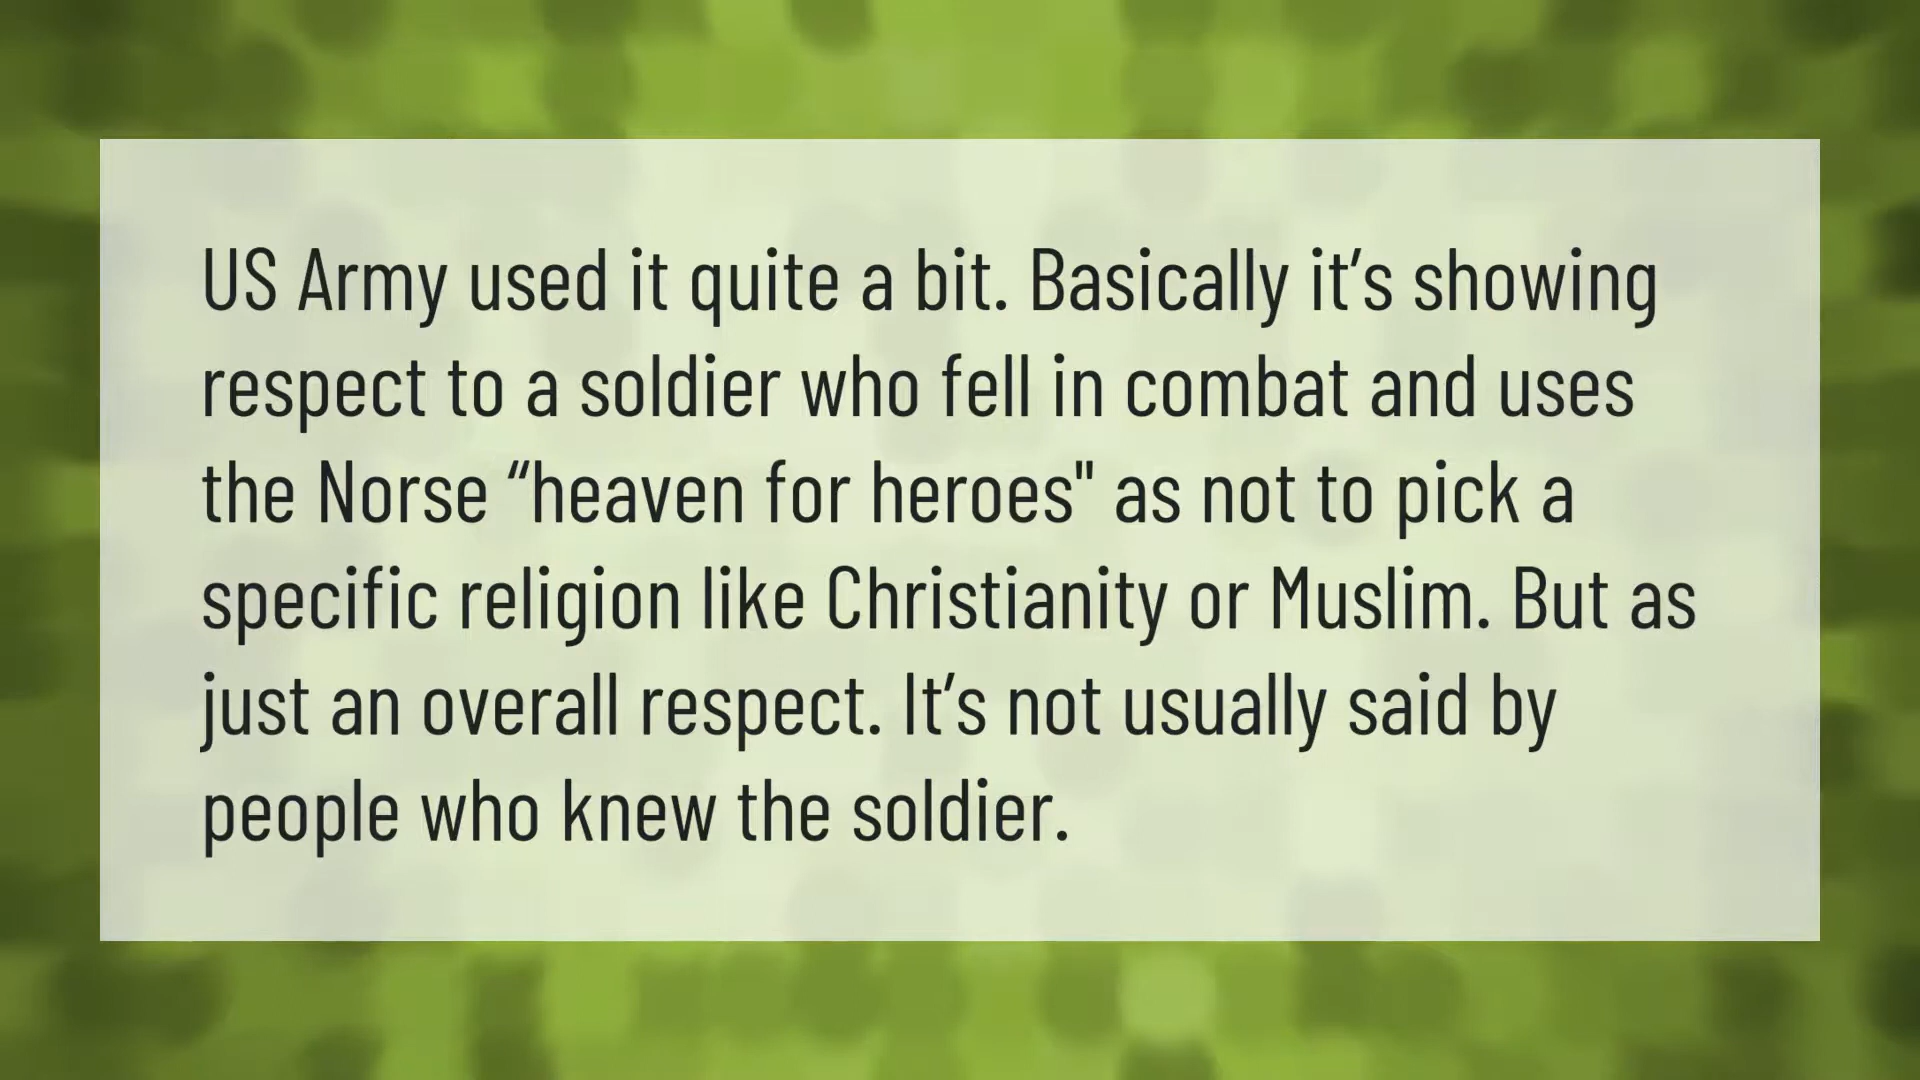 US Army used it quite a bit. Basically it’s showing
respect to a soldier who fell in combat and uses
the Norse “heaven for heroes" as not to pick a
specific religion like Christianity or Muslim. But as
just an overall respect. It’s not usually said by
people who knew the soldier.